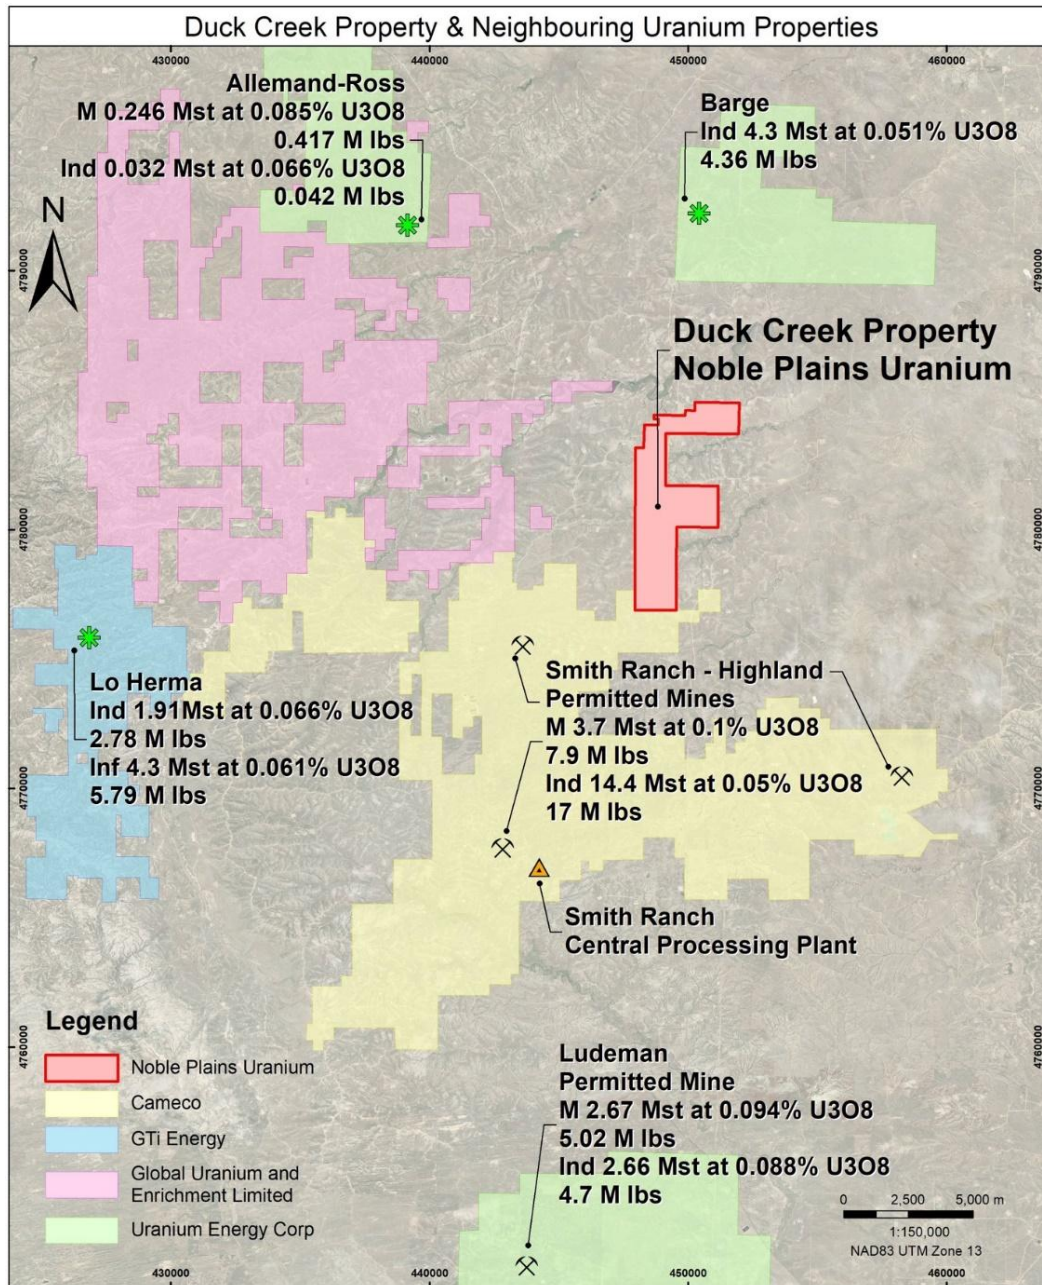 Duck Creek Property & Neighbouring Uranium Properties
430000
440000
450000
460000
Allemand-Ross
M 0.246 Mst at 0.085% U3O8
0.417 M lbs
Ind 0.032 Mst at 0.066% U3O8
0.042 M lbs
Barge
Ind 4.3 Mst at 0.051% U3O8
4.36 M lbs
N
4790000
4790000
Duck Creek Property
Noble Plains Uranium
4780000
4780000
Lo Herma
Ind 1.91Mst at 0.066% U3O8
2.78 M lbs
Inf 4.3 Mst at 0.061% U3O8
5.79 M lbs
Smith Ranch - Highland
Permitted Mines
M 3.7 Mst at 0.1% U3O8
7.9 M lbs
Ind 14.4 Mst at 0.05% U3O8
17 M lbs
4770000
4770000
Smith Ranch
Central Processing Plant
Legend
Noble Plains Uranium
Cameco
GTi Energy
Global Uranium and
Enrichment Limited
Uranium Energy Corp
4760000
4760000
Ludeman
Permitted Mine
M 2.67 Mst at 0.094% U3O8
5.02 M lbs
Ind 2.66 Mst at 0.088% U3O8
4.7 M lbs
0 2,500 5,000 m
1:150,000
NAD83 UTM Zone 13
430000
440000
450000
460000